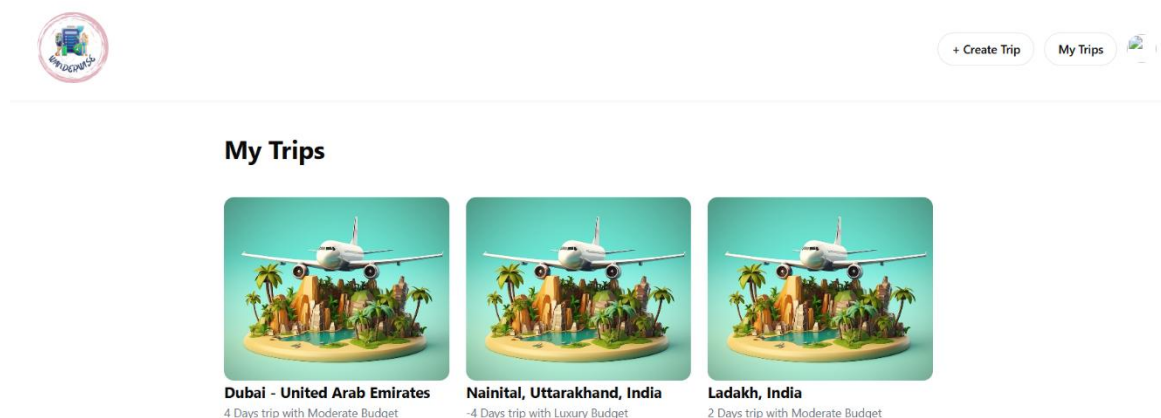 WANDERWISE
+ Create Trip
My Trips
My Trips
Dubai - United Arab Emirates
Nainital, Uttarakhand, India
Ladakh, India
4 Days trip with Moderate Budget
-4 Days trip with Luxury Budget
2 Days trip with Moderate Budget